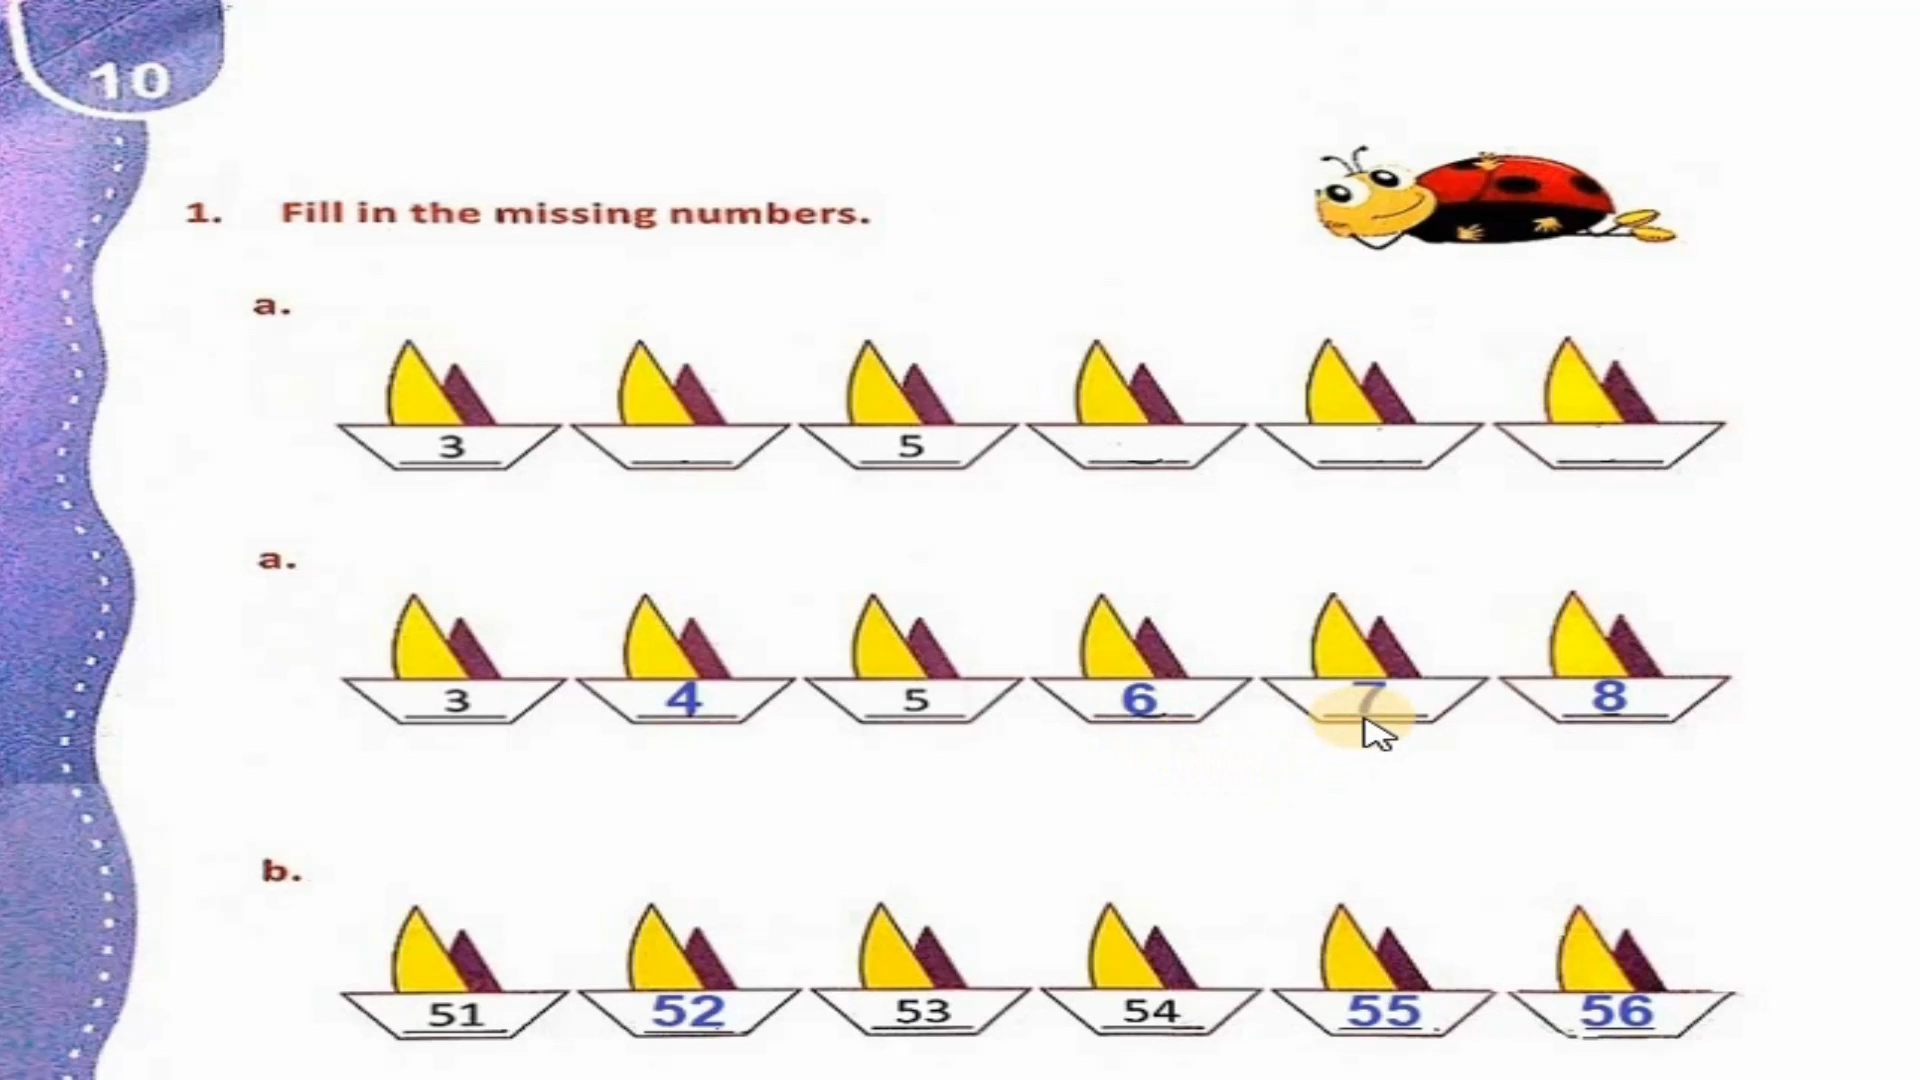 10
1. Fill in the missing numbers.
a.
3 5
a.
3 4 5 6 7 8
b.
51 52 53 54 55 56